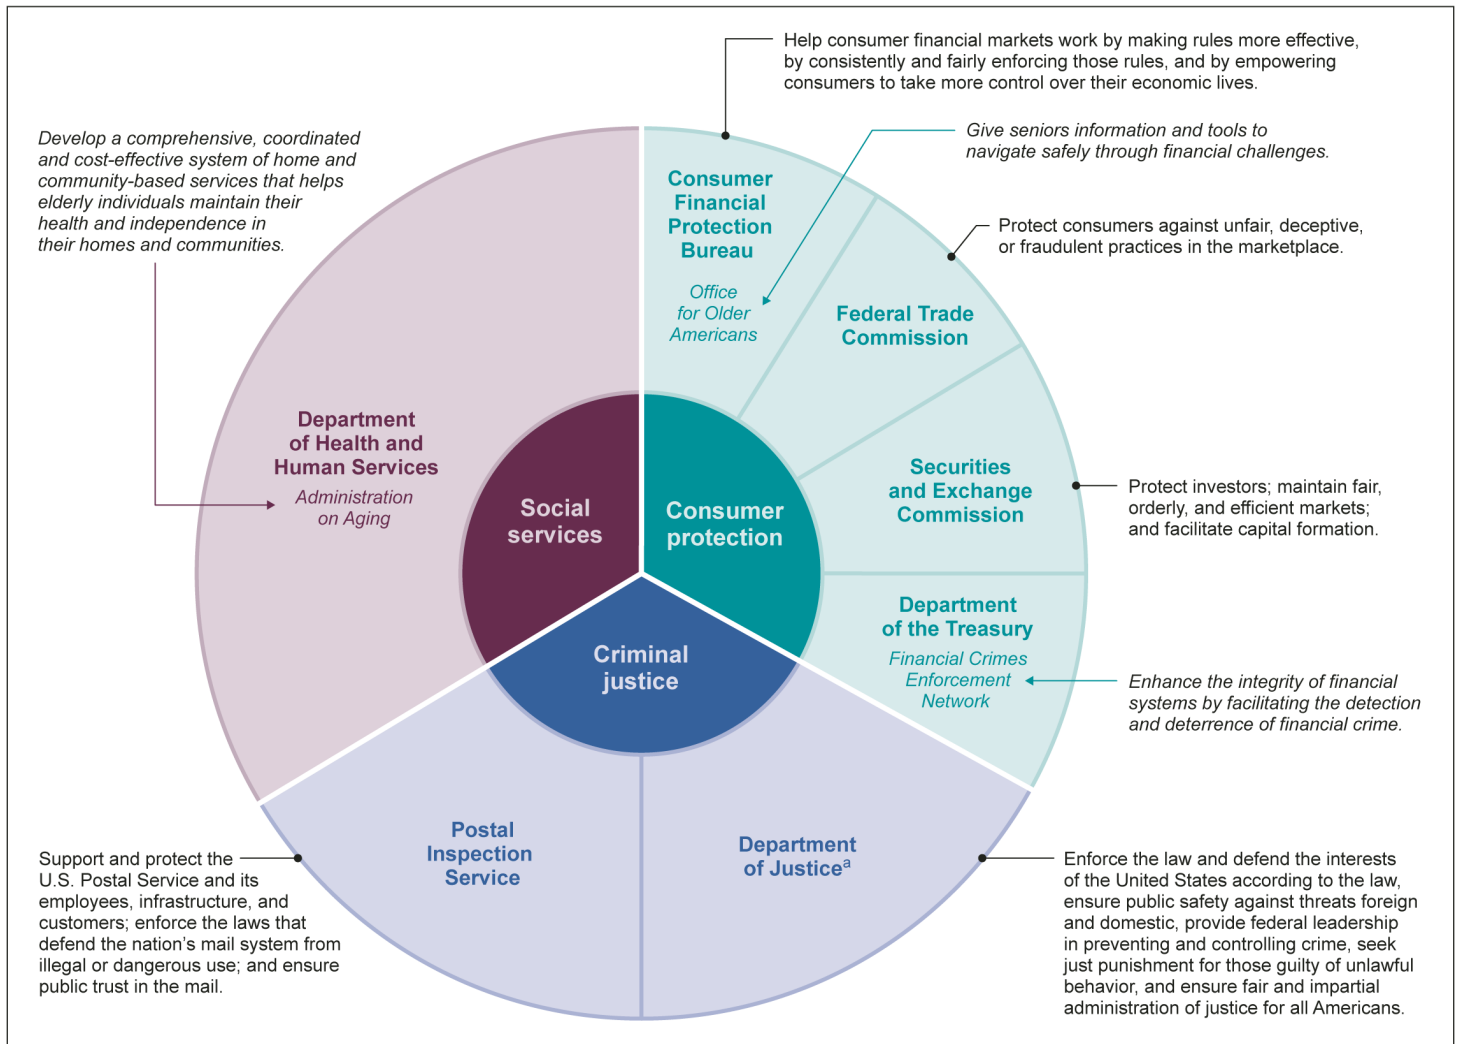 Help consumer financial markets work by making rules more effective,
by consistently and fairly enforcing those rules, and by empowering
consumers to take more control over their economic lives.
Develop a comprehensive, coordinated
and cost-effective system of home and
community-based services that helps
elderly individuals maintain their
health and independence in
their homes and communities.
Give seniors information and tools to
navigate safely through financial challenges.
Consumer
Financial
Protection
Bureau
Office
for Older
Americans
Protect consumers against unfair, deceptive,
or fraudulent practices in the marketplace.
Federal Trade
Commission
Department
of Health and
Human Services
Administration
on Aging
Securities
and Exchange
Commission
Protect investors; maintain fair,
orderly, and efficient markets;
and facilitate capital formation.
Social
services
Consumer
protection
Criminal
justice
Department
of the Treasury
Financial Crimes
Enforcement
Network
Enhance the integrity of financial
systems by facilitating the detection
and deterrence of financial crime.
Postal
Inspection
Service
Department
of Justiceᵃ
Support and protect the
U.S. Postal Service and its
employees, infrastructure, and
customers; enforce the laws that
defend the nation's mail system from
illegal or dangerous use; and ensure
public trust in the mail.
Enforce the law and defend the interests
of the United States according to the law,
ensure public safety against threats foreign
and domestic, provide federal leadership
in preventing and controlling crime, seek
just punishment for those guilty of unlawful
behavior, and ensure fair and impartial
administration of justice for all Americans.